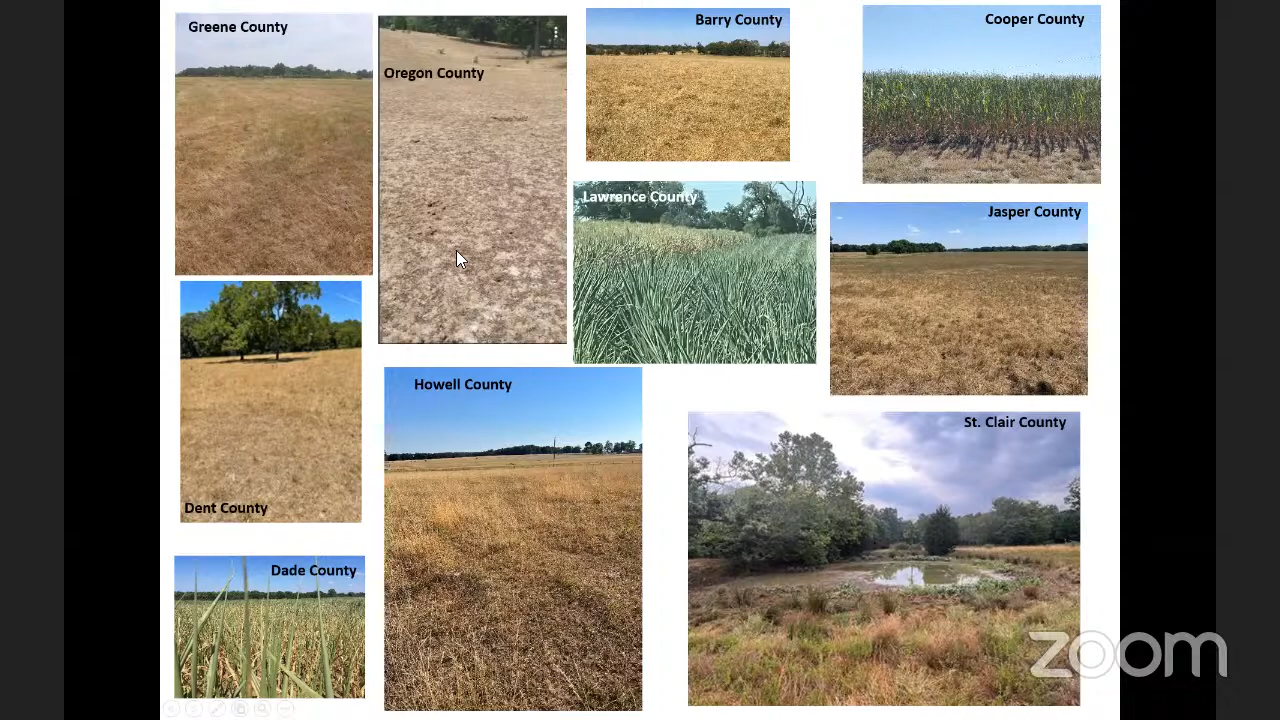 Greene County
Oregon County
Barry County
Cooper County
Lawrence County
Jasper County
Dent County
Howell County
St. Clair County
Dade County
zoom